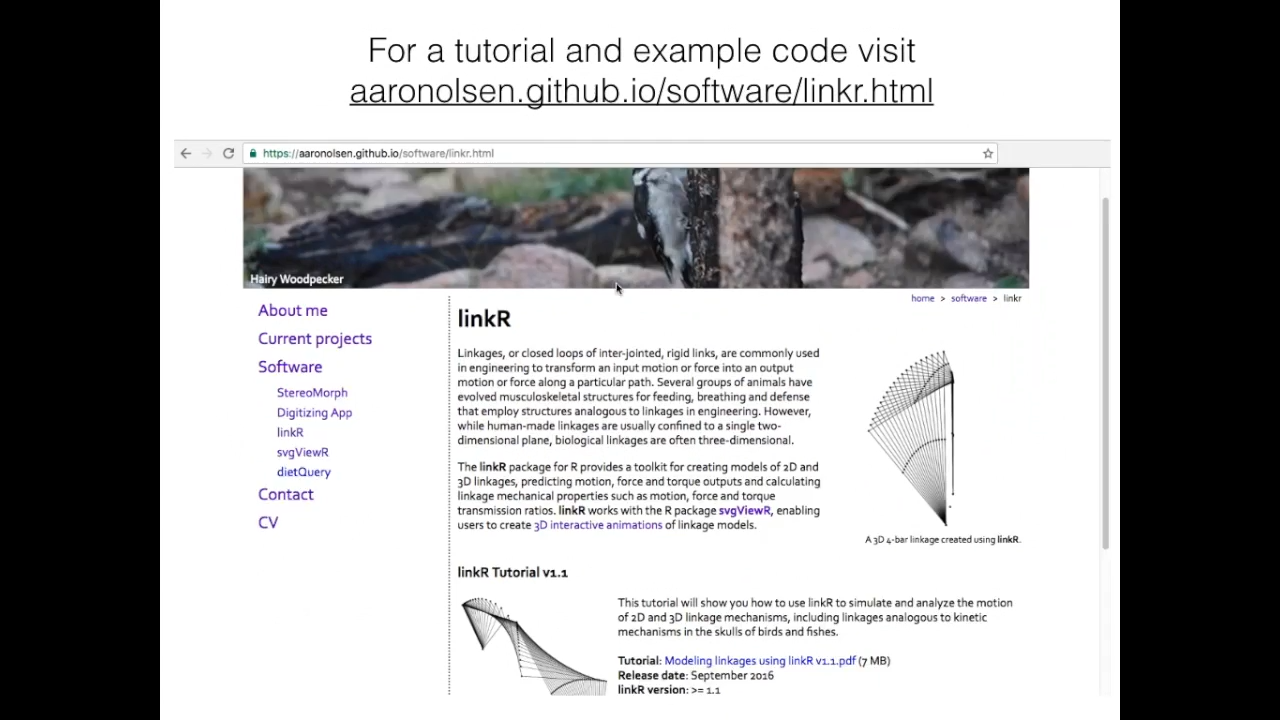 For a tutorial and example code visit
aaronolsen.github.io/software/linkr.html
https://aaronolsen.github.io/software/linkr.html
Hairy Woodpecker
home > software > linkr
About me
Current projects
Software
StereoMorph
Digitizing App
linkR
svgViewR
dietQuery
Contact
CV
linkR
Linkages, or closed loops of inter-jointed, rigid links, are commonly used
in engineering to transform an input motion or force into an output
motion or force along a particular path. Several groups of animals have
evolved musculoskeletal structures for feeding, breathing and defense
that employ structures analogous to linkages in engineering. However,
while human-made linkages are usually confined to a single two-
dimensional plane, biological linkages are often three-dimensional.
The linkR package for R provides a toolkit for creating models of 2D and
3D linkages, predicting motion, force and torque outputs and calculating
linkage mechanical properties such as motion, force and torque
transmission ratios. linkR works with the R package svgViewR, enabling
users to create 3D interactive animations of linkage models.
A 3D 4-bar linkage created using linkR.
linkR Tutorial v1.1
This tutorial will show you how to use linkR to simulate and analyze the motion
of 2D and 3D linkage mechanisms, including linkages analogous to kinetic
mechanisms in the skulls of birds and fishes.
Tutorial: Modeling linkages using linkR v1.1.pdf (7 MB)
Release date: September 2016
linkR version: >= 1.1